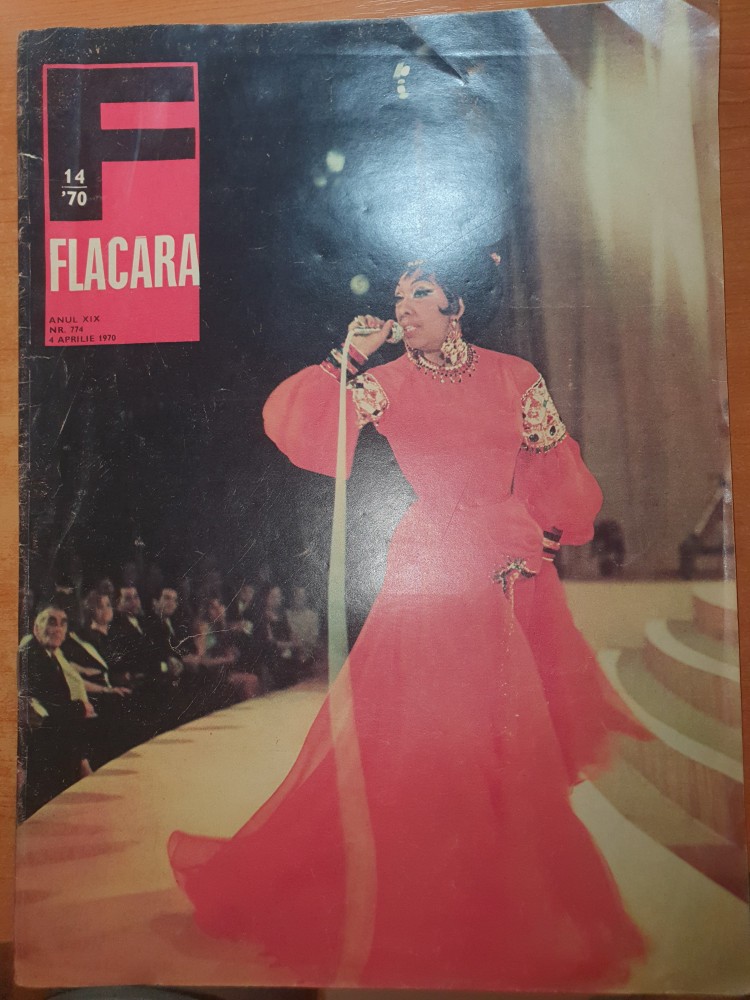 F
14
'70
FLACARA
ANUL XIX
NR. 774
4 APRILIE 1970